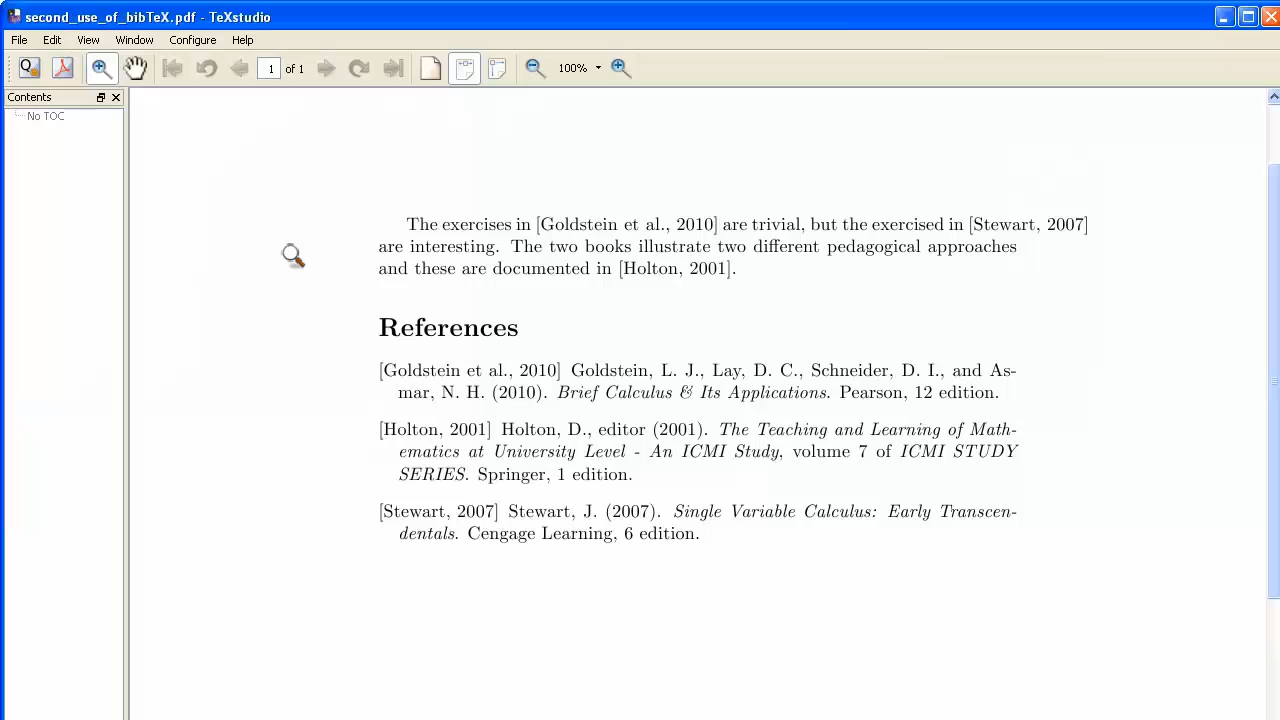 second_use_of_bibTeX.pdf - TeXstudio
File Edit View Window Configure Help
1 of 1 100%
Contents
No TOC
The exercises in [Goldstein et al., 2010] are trivial, but the exercised in [Stewart, 2007]
are interesting. The two books illustrate two different pedagogical approaches
and these are documented in [Holton, 2001].
References
[Goldstein et al., 2010] Goldstein, L. J., Lay, D. C., Schneider, D. I., and As-
mar, N. H. (2010). Brief Calculus & Its Applications. Pearson, 12 edition.
[Holton, 2001] Holton, D., editor (2001). The Teaching and Learning of Math-
ematics at University Level - An ICMI Study, volume 7 of ICMI STUDY
SERIES. Springer, 1 edition.
[Stewart, 2007] Stewart, J. (2007). Single Variable Calculus: Early Transcen-
dentals. Cengage Learning, 6 edition.